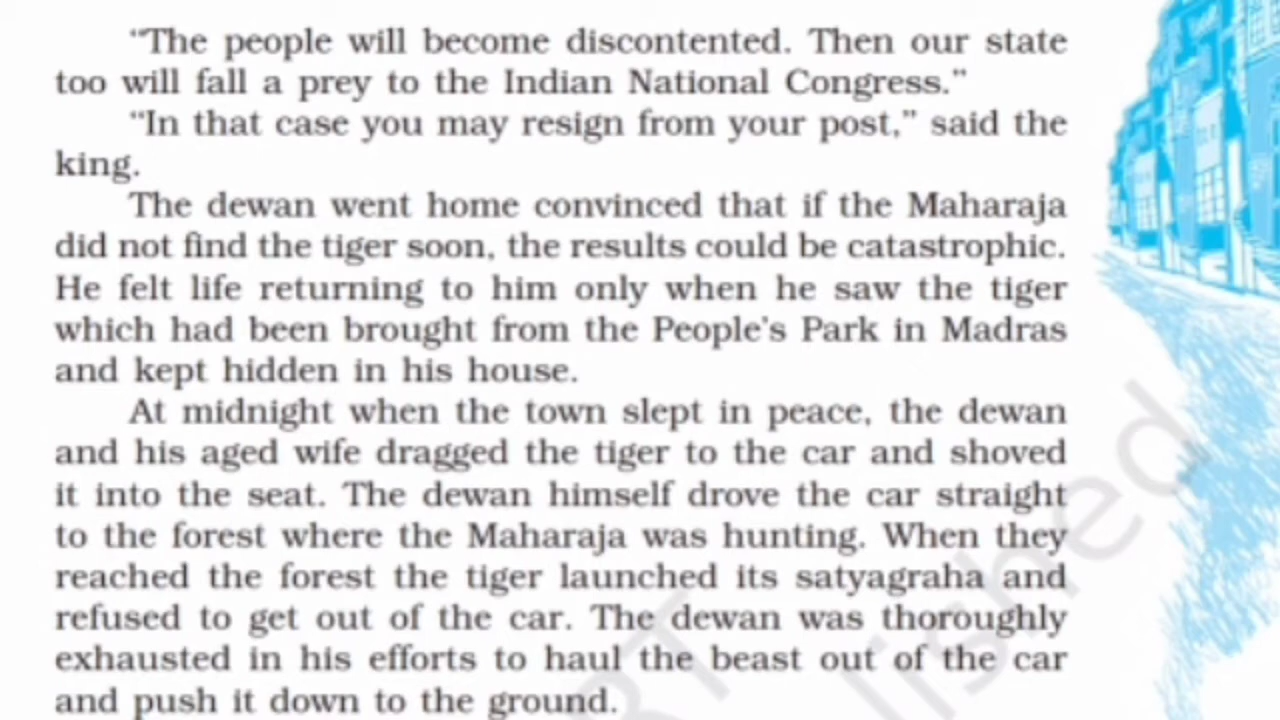 “The people will become discontented. Then our state
too will fall a prey to the Indian National Congress.”
“In that case you may resign from your post,” said the
king.
The dewan went home convinced that if the Maharaja
did not find the tiger soon, the results could be catastrophic.
He felt life returning to him only when he saw the tiger
which had been brought from the People’s Park in Madras
and kept hidden in his house.
At midnight when the town slept in peace, the dewan
and his aged wife dragged the tiger to the car and shoved
it into the seat. The dewan himself drove the car straight
to the forest where the Maharaja was hunting. When they
reached the forest the tiger launched its satyagraha and
refused to get out of the car. The dewan was thoroughly
exhausted in his efforts to haul the beast out of the car
and push it down to the ground.